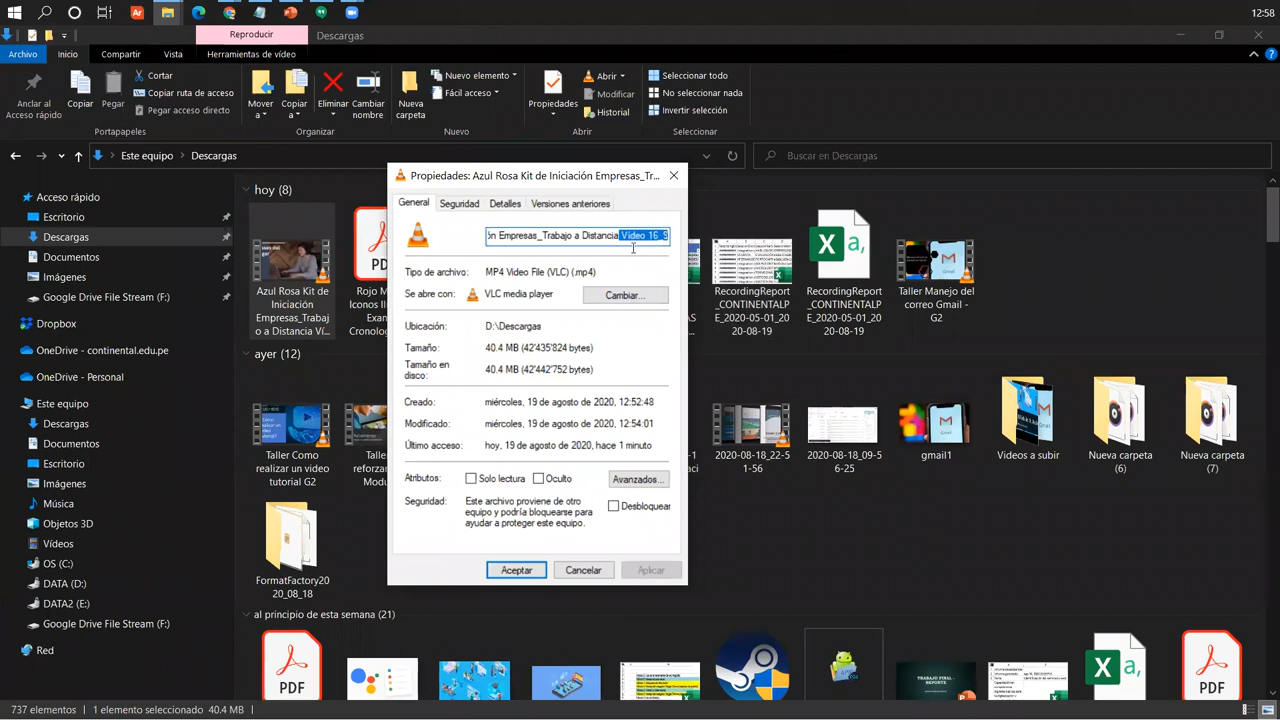 12:58
Reproducir
Descargas
Archivo
Inicio
Compartir
Vista
Herramientas de vídeo
Anclar al
Acceso rápido
Copiar
Pegar
Cortar
Copiar ruta de acceso
Pegar acceso directo
Mover
a
Copiar
a
Eliminar
Cambiar
nombre
Nueva
carpeta
Nuevo elemento
Fácil acceso
Propiedades
Abrir
Modificar
Historial
Seleccionar todo
No seleccionar nada
Invertir selección
Portapapeles
Organizar
Nuevo
Abrir
Seleccionar
Este equipo
Descargas
Buscar en Descargas
Acceso rápido
Escritorio
Descargas
Documentos
Imágenes
Google Drive File Stream (F:)
Dropbox
OneDrive - continental.edu.pe
OneDrive - Personal
Este equipo
Descargas
Documentos
Escritorio
Imágenes
Música
Objetos 3D
Vídeos
OS (C:)
DATA (D:)
DATA2 (E:)
Google Drive File Stream (F:)
Red
hoy (8)
Azul Rosa Kit de
Iniciación
Empresas_Trabaj
o a Distancia Ví...
Rojo M
Iconos Il
Exam
Cronolog
RecordingReport
_CONTINENTALP
E_2020-05-01_20
20-08-19
RecordingReport
_CONTINENTALP
E_2020-05-01_20
20-08-19
Taller Manejo del
correo Gmail -
G2
ayer (12)
Taller Como
realizar un video
tutorial G2
Taller
reforzar
Modu
2020-08-18_22-5
1-56
2020-08-18_09-5
6-25
gmail1
Videos a subir
Nueva carpeta
(6)
Nueva carpeta
(7)
FormatFactory20
20_08_18
al principio de esta semana (21)
PDF
PDF
Propiedades: Azul Rosa Kit de Iniciación Empresas_Tr...
General
Seguridad
Detalles
Versiones anteriores
ón Empresas_Trabajo a Distancia Vídeo 16_9
Tipo de archivo:
MP4 Video File (VLC) (.mp4)
Se abre con:
VLC media player
Cambiar...
Ubicación:
D:\Descargas
Tamaño:
40.4 MB (42'435'824 bytes)
Tamaño en
disco:
40.4 MB (42'442'752 bytes)
Creado:
miércoles, 19 de agosto de 2020, 12:52:48
Modificado:
miércoles, 19 de agosto de 2020, 12:54:01
Último acceso:
hoy, 19 de agosto de 2020, hace 1 minuto
Atributos:
Solo lectura
Oculto
Avanzados...
Seguridad:
Este archivo proviene de otro
equipo y podría bloquearse para
ayudar a proteger este equipo.
Desbloquear
Aceptar
Cancelar
Aplicar
737 elementos
1 elemento seleccionado
40.4 MB